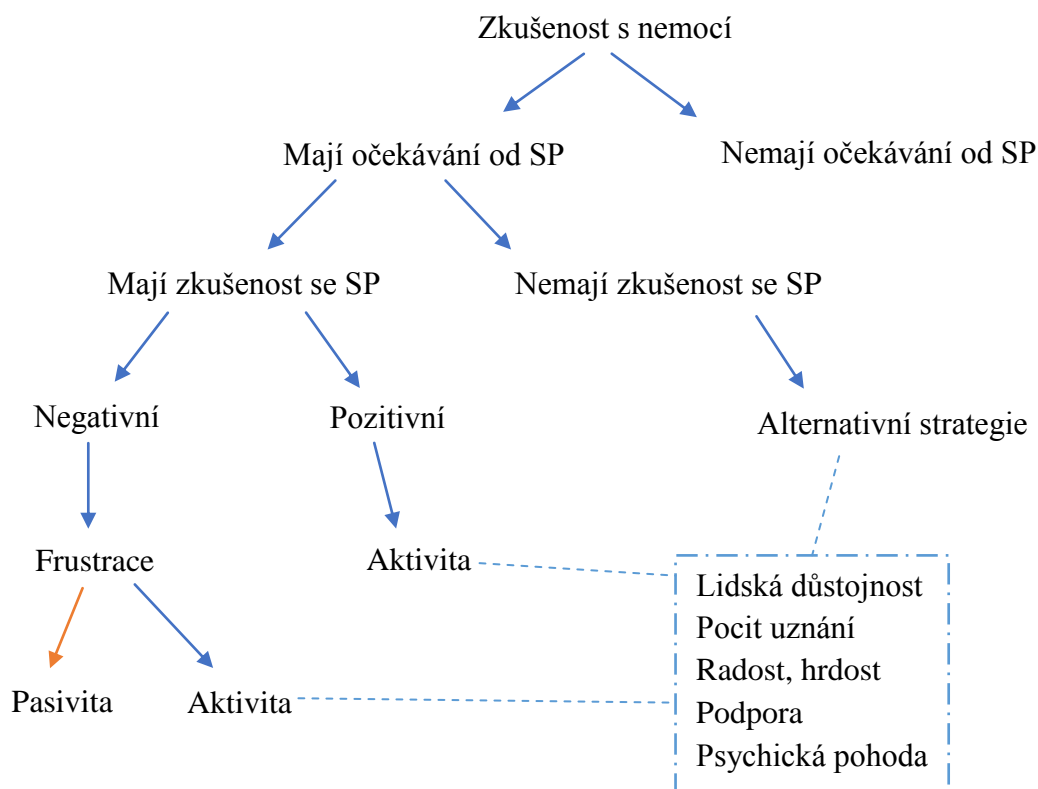 Zkušenost s nemocí
Mají očekávání od SP
Nemají očekávání od SP
Mají zkušenost se SP
Nemají zkušenost se SP
Negativní
Pozitivní
Alternativní strategie
Frustrace
Aktivita
Lidská důstojnost
Pocit uznání
Radost, hrdost
Podpora
Psychická pohoda
Pasivita
Aktivita